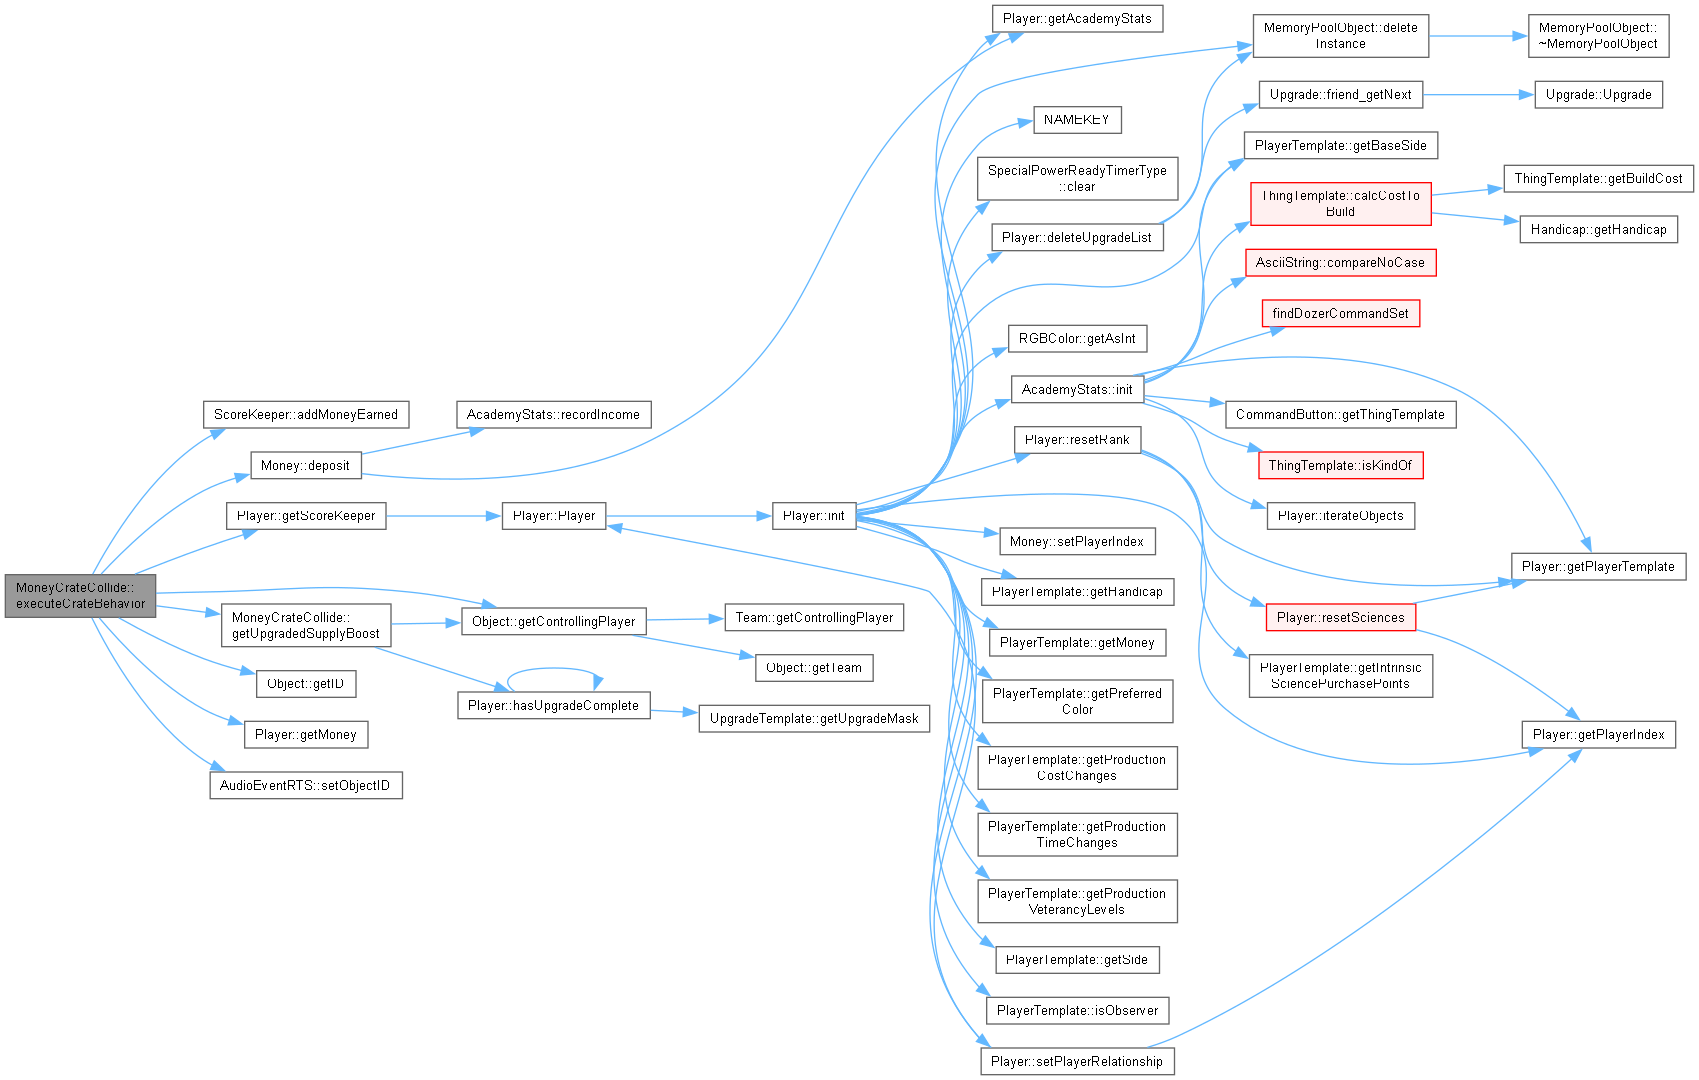 MoneyCrateCollide::
executeCrateBehavior
ScoreKeeper::addMoneyEarned
Money::deposit
Player::getScoreKeeper
MoneyCrateCollide::
getUpgradedSupplyBoost
Object::getID
Player::getMoney
AudioEventRTS::setObjectID
AcademyStats::recordIncome
Player::Player
Object::getControllingPlayer
Player::hasUpgradeComplete
Team::getControllingPlayer
Object::getTeam
UpgradeTemplate::getUpgradeMask
Player::init
Player::getAcademyStats
NAMEKEY
SpecialPowerReadyTimerType
::clear
Player::deleteUpgradeList
RGBColor::getAsInt
AcademyStats::init
Player::resetRank
Money::setPlayerIndex
PlayerTemplate::getHandicap
PlayerTemplate::getMoney
PlayerTemplate::getPreferred
Color
PlayerTemplate::getProduction
CostChanges
PlayerTemplate::getProduction
TimeChanges
PlayerTemplate::getProduction
VeterancyLevels
PlayerTemplate::getSide
PlayerTemplate::isObserver
Player::setPlayerRelationship
MemoryPoolObject::delete
Instance
Upgrade::friend_getNext
PlayerTemplate::getBaseSide
ThingTemplate::calcCostTo
Build
AsciiString::compareNoCase
findDozerCommandSet
CommandButton::getThingTemplate
ThingTemplate::isKindOf
Player::iterateObjects
Player::resetSciences
PlayerTemplate::getIntrinsic
SciencePurchasePoints
MemoryPoolObject::
~MemoryPoolObject
Upgrade::Upgrade
ThingTemplate::getBuildCost
Handicap::getHandicap
Player::getPlayerTemplate
Player::getPlayerIndex